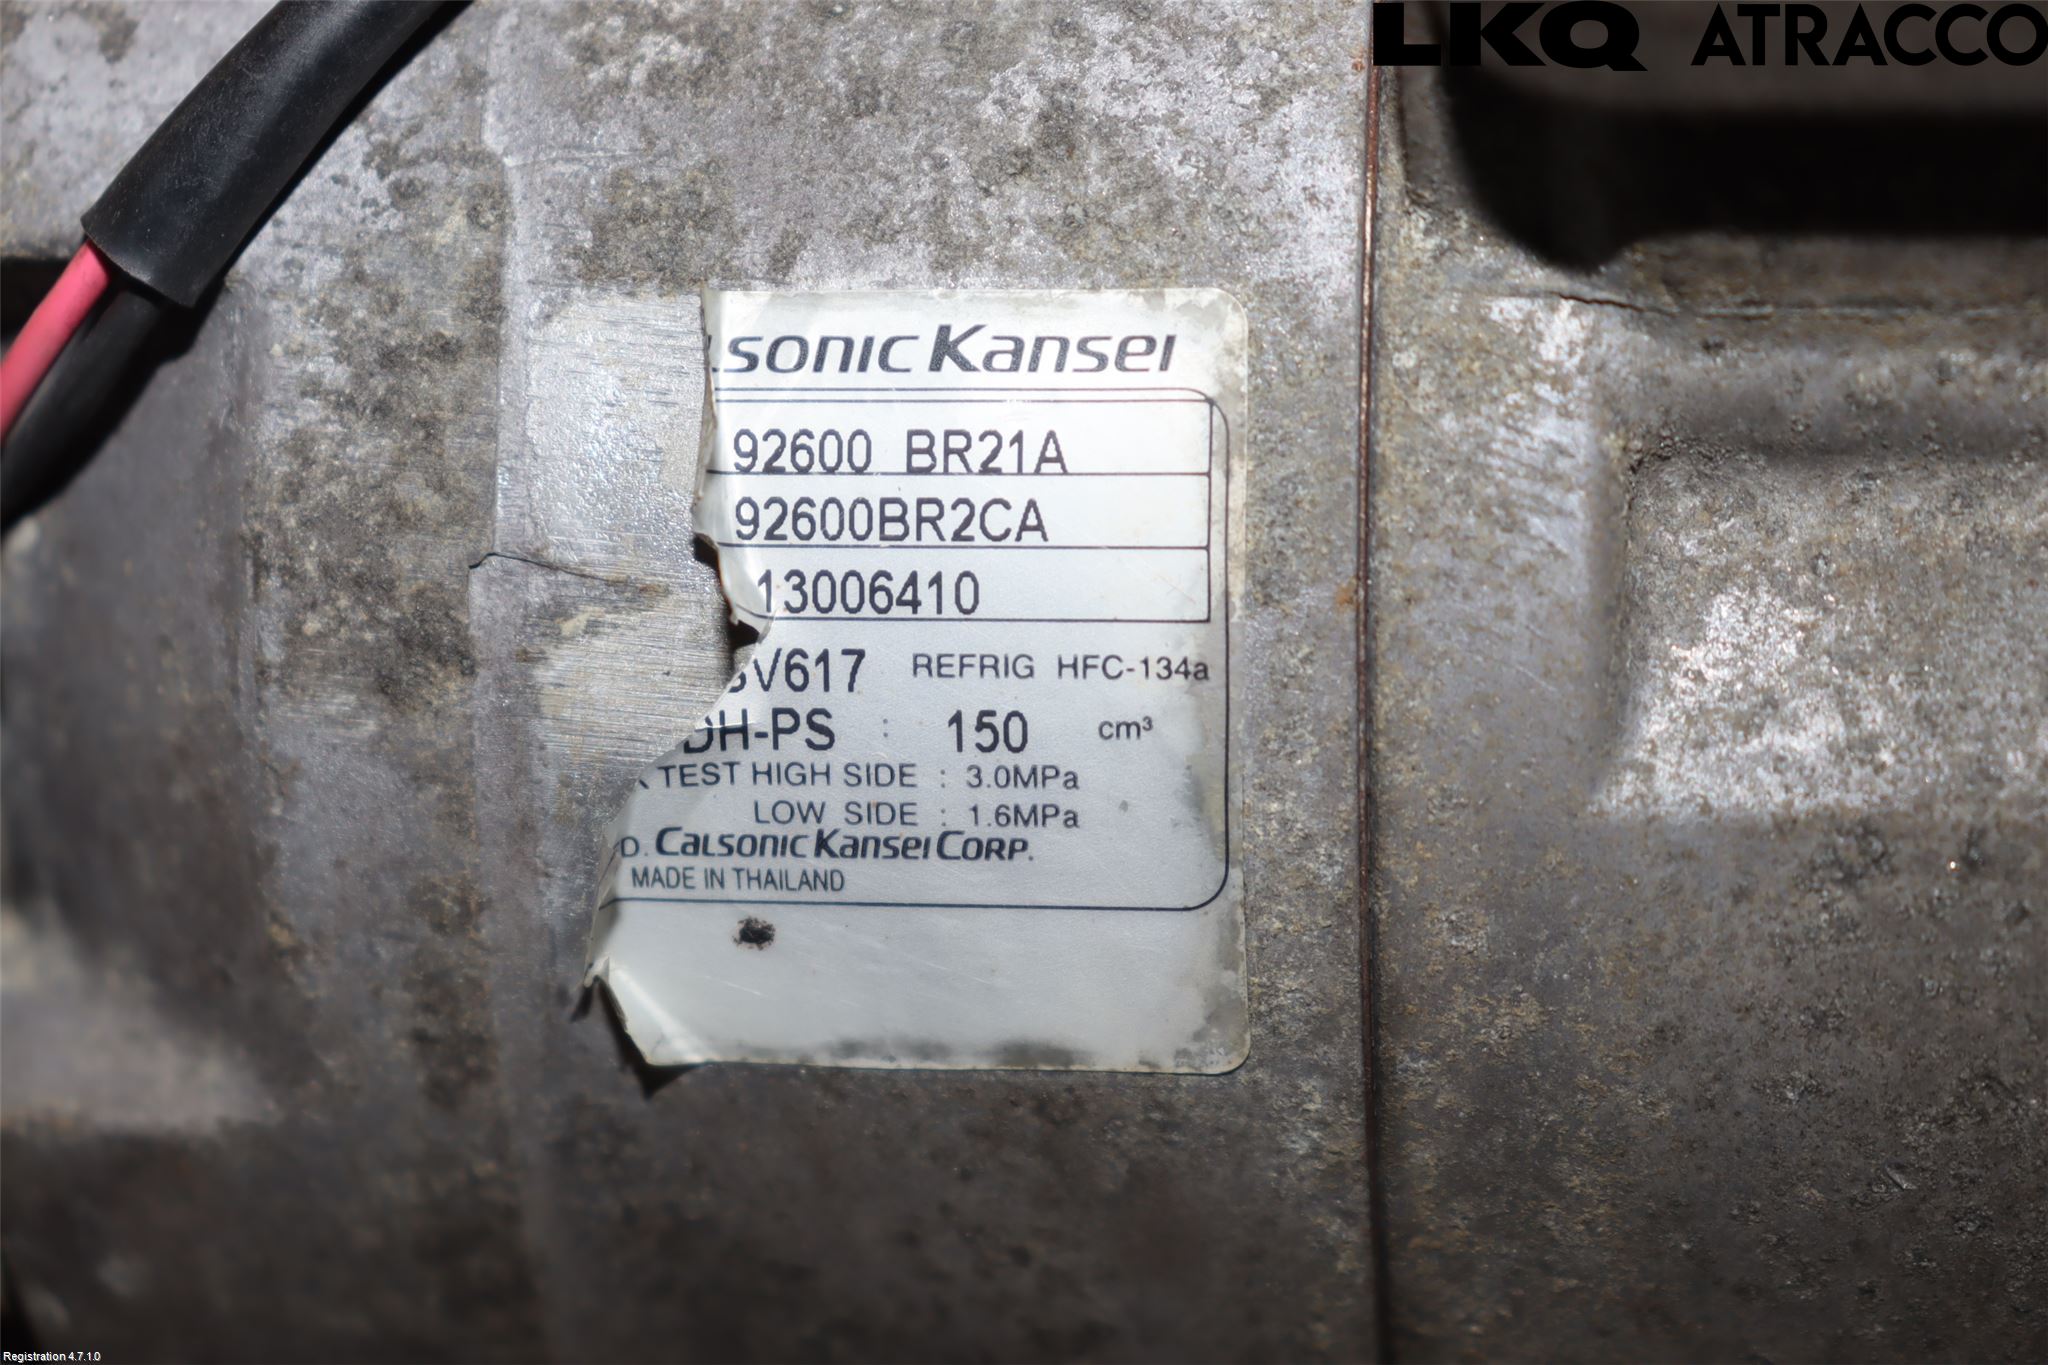 LKQ ATRACCO
lsonic Kansei
92600 BR21A
92600BR2CA
13006410
V617 REFRIG HFC-134a
DH-PS : 150 cm³
K TEST HIGH SIDE : 3.0MPa
LOW SIDE : 1.6MPa
D. Calsonic Kansei Corp.
MADE IN THAILAND
Registration 4.7.1.0